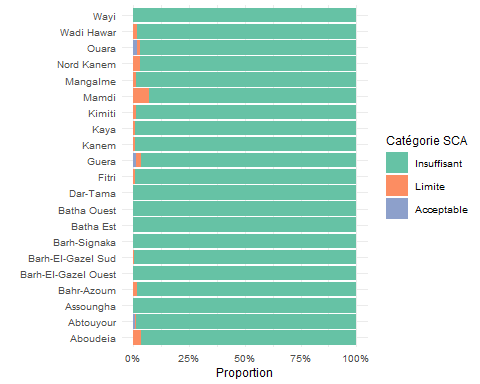 Wayi
Wadi Hawar
Ouara
Nord Kanem
Mangalme
Mamdi
Kimiti
Kaya
Kanem
Guera
Fitri
Dar-Tama
Batha Ouest
Batha Est
Barh-Signaka
Barh-El-Gazel Sud
Barh-El-Gazel Ouest
Bahr-Azoum
Assoungha
Abtouyour
Aboudeia
0% 25% 50% 75% 100%
Proportion
Catégorie SCA
Insuffisant
Limite
Acceptable